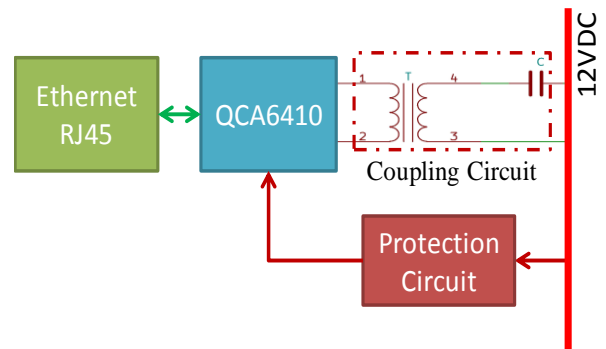 Ethernet
RJ45
QCA6410
1
2
T
4
3
C
Coupling Circuit
12VDC
Protection
Circuit